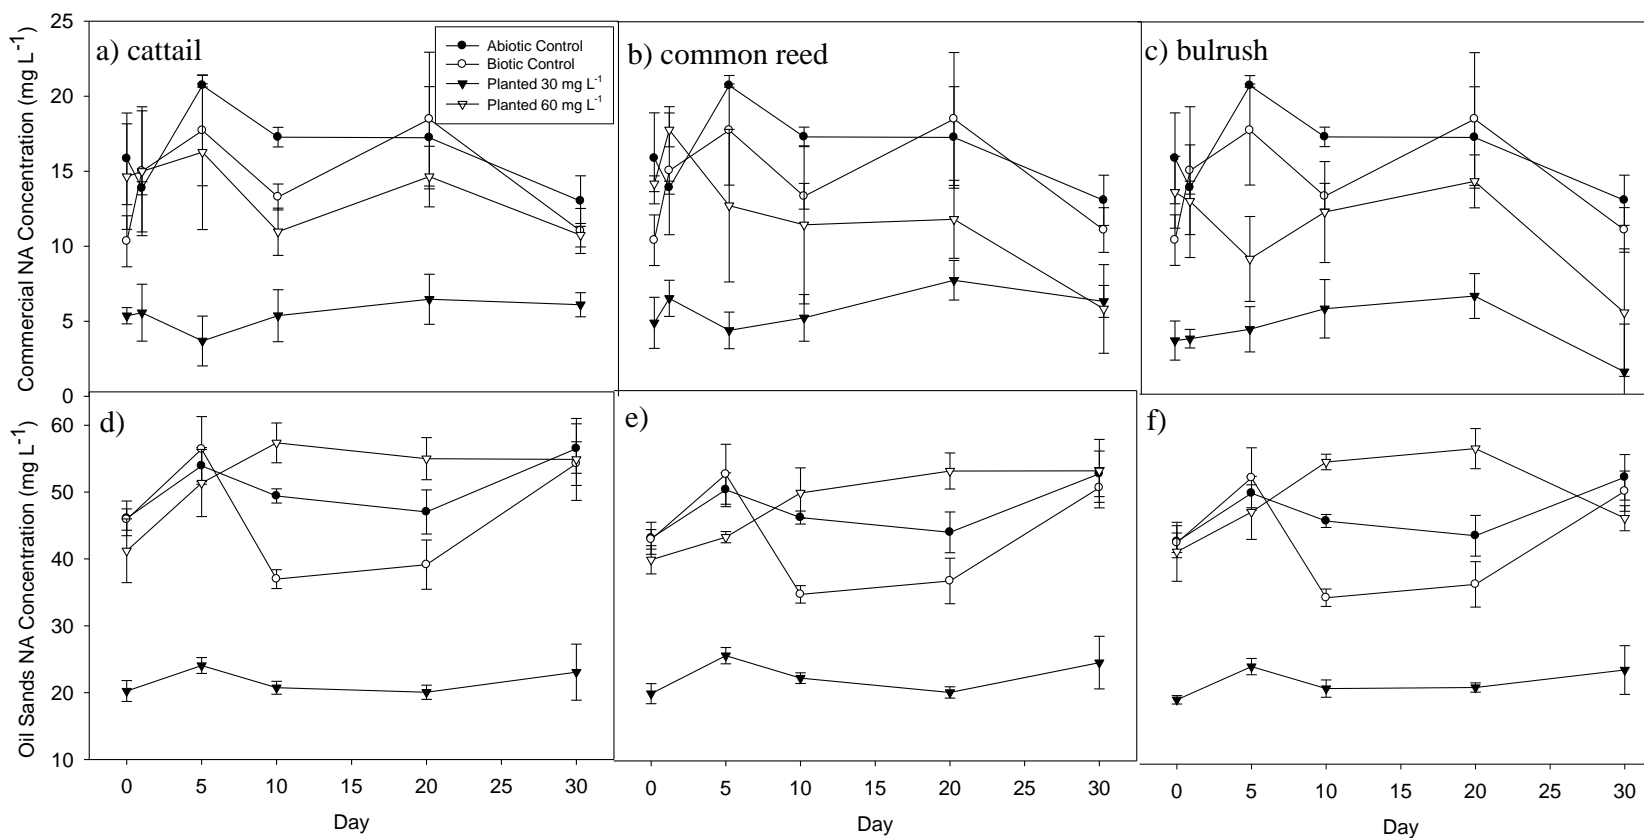 Commercial NA Concentration (mg L-1)
25
20
15
10
5
0
a) cattail
Abiotic Control
Biotic Control
Planted 30 mg L-1
Planted 60 mg L-1
b) common reed
c) bulrush
Oil Sands NA Concentration (mg L-1)
60
50
40
30
20
10
d)
e)
f)
0 5 10 15 20 25 30
0 5 10 15 20 25 30
0 5 10 15 20 25 30
Day
Day
Day